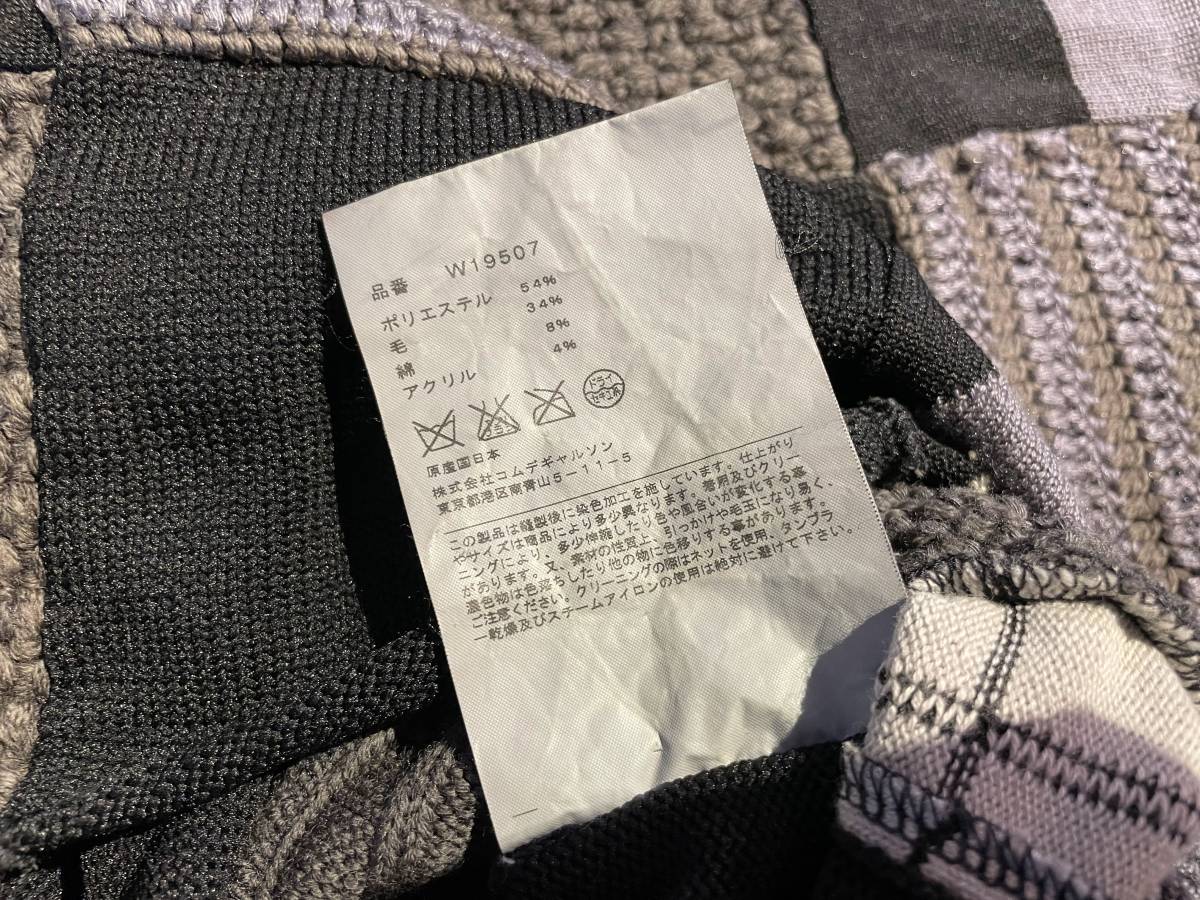 品番 W19507
ポリエステル 54%
毛 34%
綿 8%
アクリル 4%
ドライ
セキユ系
原産国日本
株式会社コムデギャルソン
東京都港区南青山5-11-5
この製品は縫製後に染色加工を施しています。仕上がり
やサイズは商品により多少異なります。着用及びクリー
ニングにより、多少伸縮したり色や風合いが変化する事
があります。又、素材の性質上、引っかけや毛玉になり易く、
濃色物は色落ちしたり他の物に色移りする事があります。
ご注意ください。クリーニングの際はネットを使用、タンブラ
ー乾燥及びスチームアイロンの使用は絶対に避けて下さい。